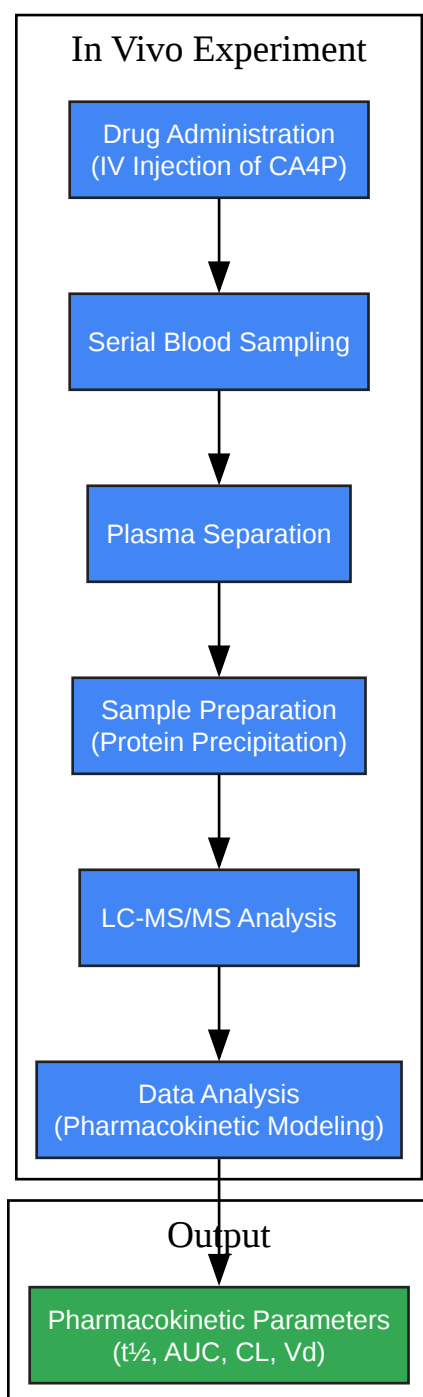 In Vivo Experiment
Drug Administration
(IV Injection of CA4P)
Serial Blood Sampling
Plasma Separation
Sample Preparation
(Protein Precipitation)
LC-MS/MS Analysis
Data Analysis
(Pharmacokinetic Modeling)
Output
Pharmacokinetic Parameters
(t½, AUC, CL, Vd)